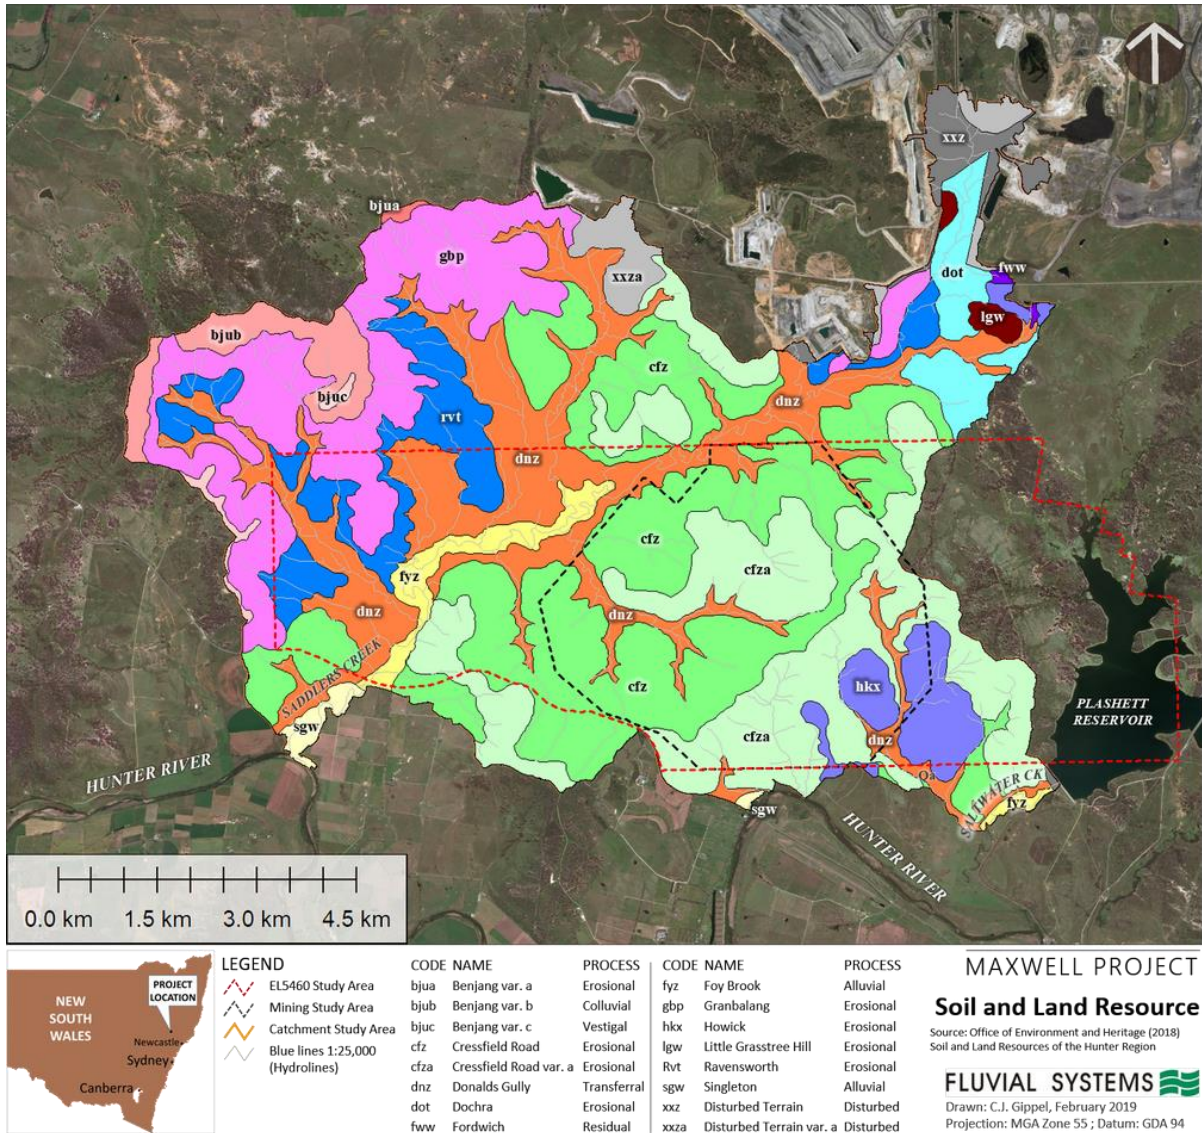 xxz
bjua
gbp
xxza
dot
fww
lgw
bjub
cfz
bjuc
rvt
dnz
dnz
cfz
cfza
fyz
dnz
dnz
SADDLERS CREEK
cfz
hkx
sgw
cfza
dnz
PLASHETT
RESERVOIR
HUNTER RIVER
Qa
SALTWATER CK
fyz
sgw
HUNTER RIVER
0.0 km 1.5 km 3.0 km 4.5 km
NEW
SOUTH
WALES
PROJECT
LOCATION
Newcastle
Sydney
Canberra
LEGEND
EL5460 Study Area
Mining Study Area
Catchment Study Area
Blue lines 1:25,000
(Hydrolines)
CODE NAME PROCESS
bjua Benjang var. a Erosional
bjub Benjang var. b Colluvial
bjuc Benjang var. c Vestigal
cfz Cressfield Road Erosional
cfza Cressfield Road var. a Erosional
dnz Donalds Gully Transferral
dot Dochra Erosional
fww Fordwich Residual
CODE NAME PROCESS
fyz Foy Brook Alluvial
gbp Granbalang Erosional
hkx Howick Erosional
lgw Little Grasstree Hill Erosional
Rvt Ravensworth Erosional
sgw Singleton Alluvial
xxz Disturbed Terrain Disturbed
xxza Disturbed Terrain var. a Disturbed
MAXWELL PROJECT
Soil and Land Resource
Source: Office of Environment and Heritage (2018)
Soil and Land Resources of the Hunter Region
FLUVIAL SYSTEMS
Drawn: C.J. Gippel, February 2019
Projection: MGA Zone 55 ; Datum: GDA 94